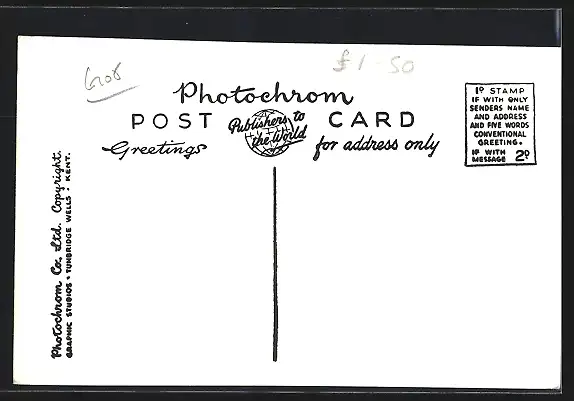 £1-50
Photochrom
POST CARD
Publishers to
the World
Greetings
for address only
1D STAMP
IF WITH ONLY
SENDERS NAME
AND ADDRESS
AND FIVE WORDS
CONVENTIONAL
GREETING.
IF WITH
MESSAGE 2D
Photochrom Co. Ltd. Copyright.
GRAPHIC STUDIOS • TUNBRIDGE WELLS • KENT.